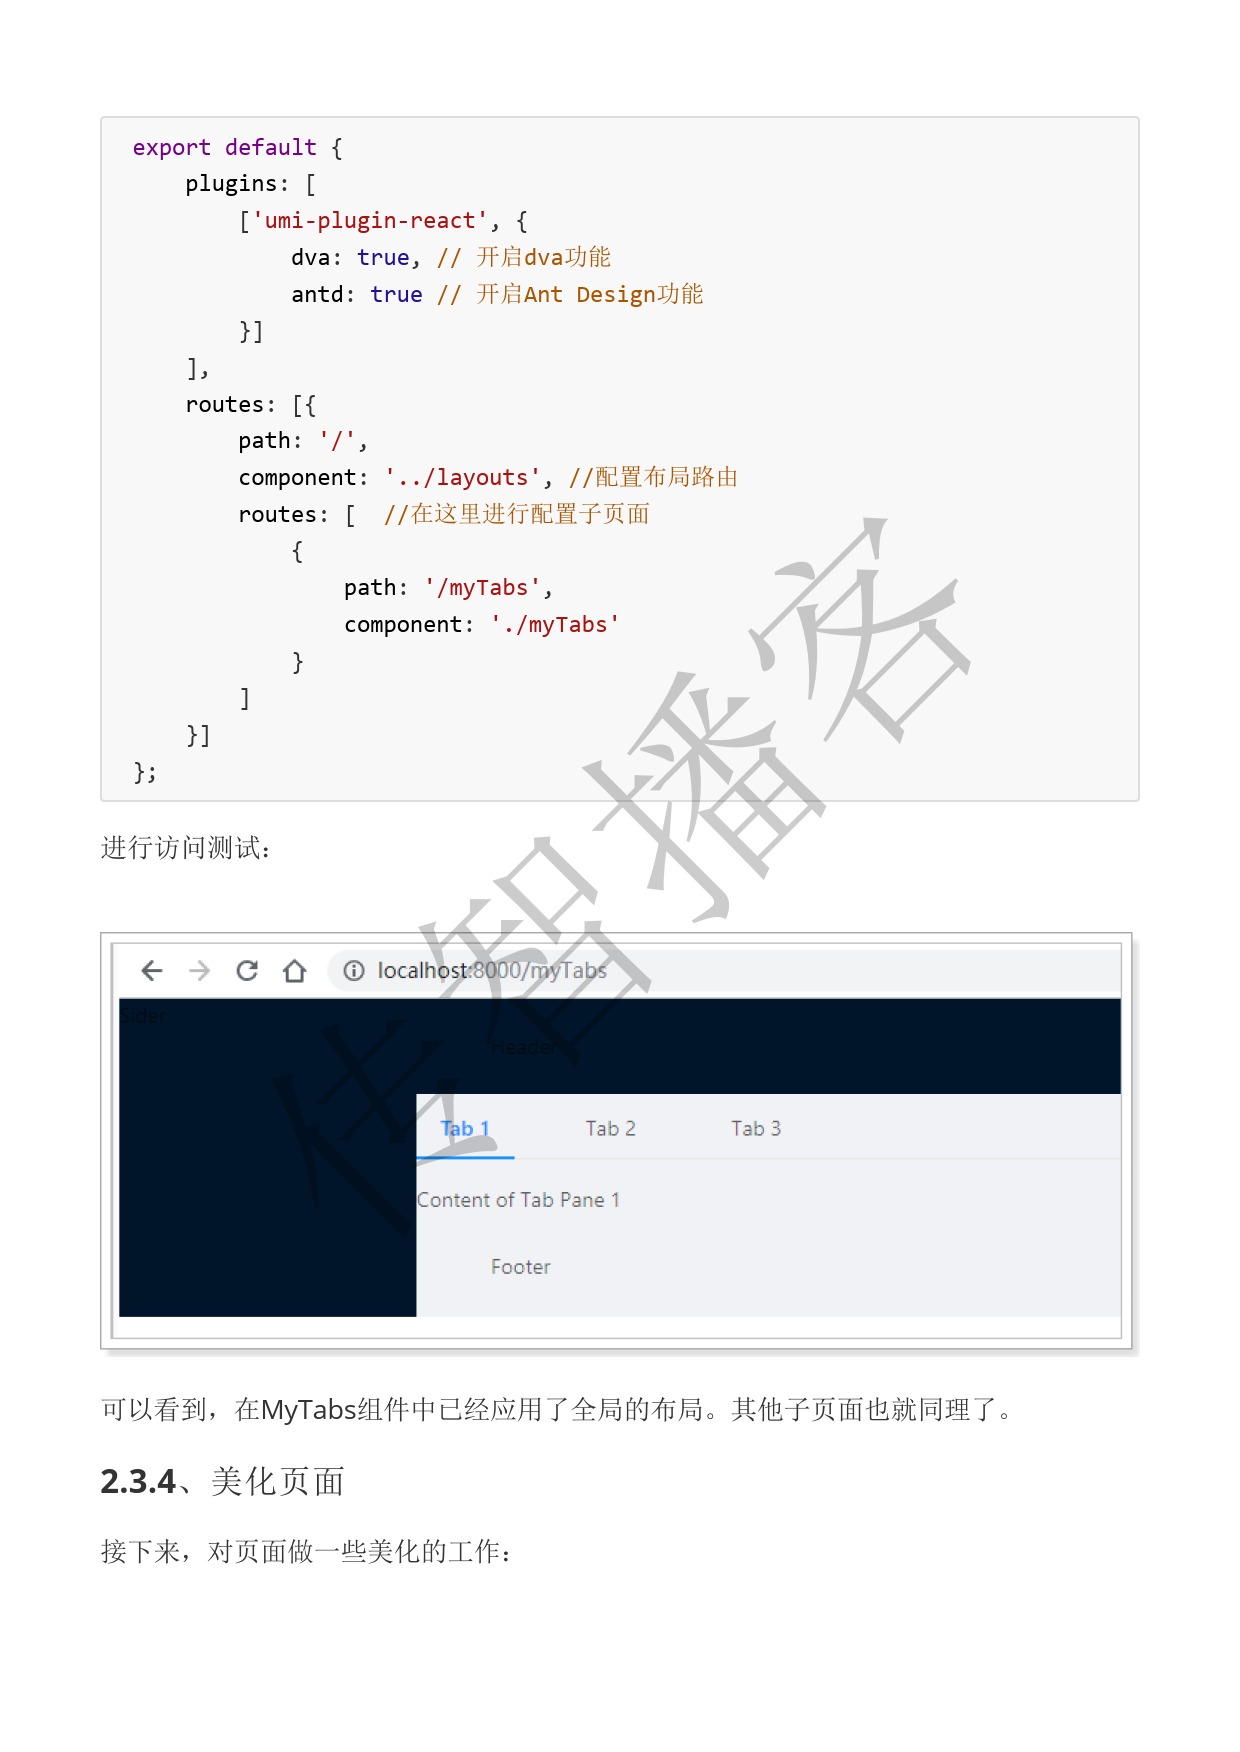 export default {
    plugins: [
        ['umi-plugin-react', {
            dva: true, // 开启dva功能
            antd: true // 开启Ant Design功能
        }]
    ],
    routes: [{
        path: '/',
        component: '../layouts', //配置布局路由
        routes: [  //在这里进行配置子页面
            {
                path: '/myTabs',
                component: './myTabs'
            }
        ]
    }]
};
进行访问测试：
localhost:8000/myTabs
Sider
Header
Tab 1 Tab 2 Tab 3
Content of Tab Pane 1
Footer
可以看到，在MyTabs组件中已经应用了全局的布局。其他子页面也就同理了。
2.3.4、美化页面
接下来，对页面做一些美化的工作：
传智播客